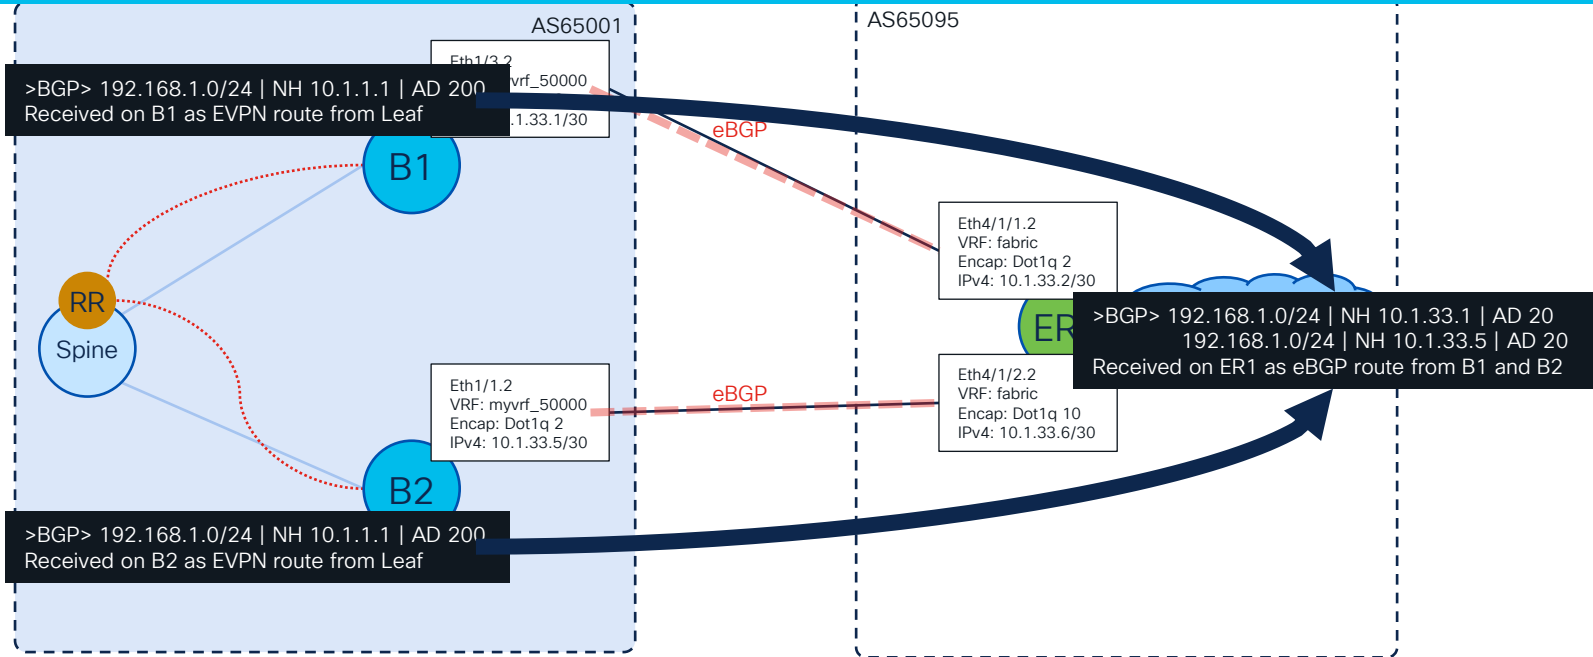 AS65001
AS65095
Eth1/3.2
>BGP> 192.168.1.0/24 | NH 10.1.1.1 | AD 200
Received on B1 as EVPN route from Leaf
vrf_50000
.1.33.1/30
eBGP
B1
Eth4/1/1.2
VRF: fabric
Encap: Dot1q 2
IPv4: 10.1.33.2/30
RR
Spine
ER
>BGP> 192.168.1.0/24 | NH 10.1.33.1 | AD 20
192.168.1.0/24 | NH 10.1.33.5 | AD 20
Received on ER1 as eBGP route from B1 and B2
Eth1/1.2
VRF: myvrf_50000
Encap: Dot1q 2
IPv4: 10.1.33.5/30
eBGP
Eth4/1/2.2
VRF: fabric
Encap: Dot1q 10
IPv4: 10.1.33.6/30
B2
>BGP> 192.168.1.0/24 | NH 10.1.1.1 | AD 200
Received on B2 as EVPN route from Leaf